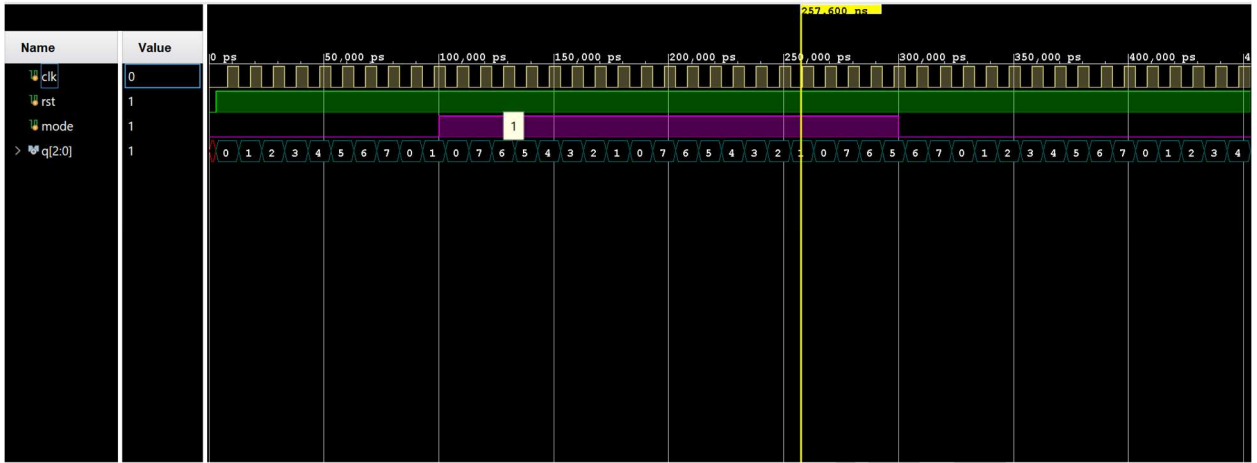 257.600 ns
Name Value
0 ps 50,000 ps 100,000 ps 150,000 ps 200,000 ps 250,000 ps 300,000 ps 350,000 ps 400,000 ps 4
clk 0
rst 1
mode 1 1
> q[2:0] 1 0 1 2 3 4 5 6 7 0 1 0 7 6 5 4 3 2 1 0 7 6 5 4 3 2 1 0 7 6 5 6 7 0 1 2 3 4 5 6 7 0 1 2 3 4